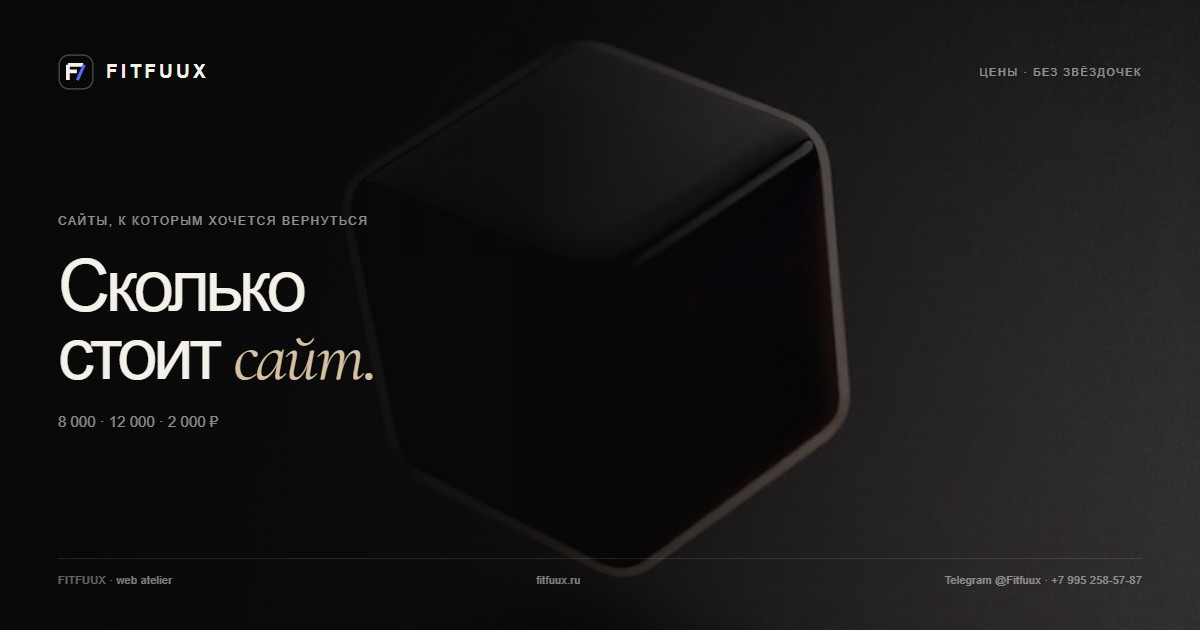 FITFUUX
ЦЕНЫ · БЕЗ ЗВЁЗДОЧЕК
САЙТЫ, К КОТОРЫМ ХОЧЕТСЯ ВЕРНУТЬСЯ
Сколько
стоит сайт.
8 000 · 12 000 · 2 000 ₽
FITFUUX · web atelier
fitfuux.ru
Telegram @Fitfuux · +7 995 258-57-87